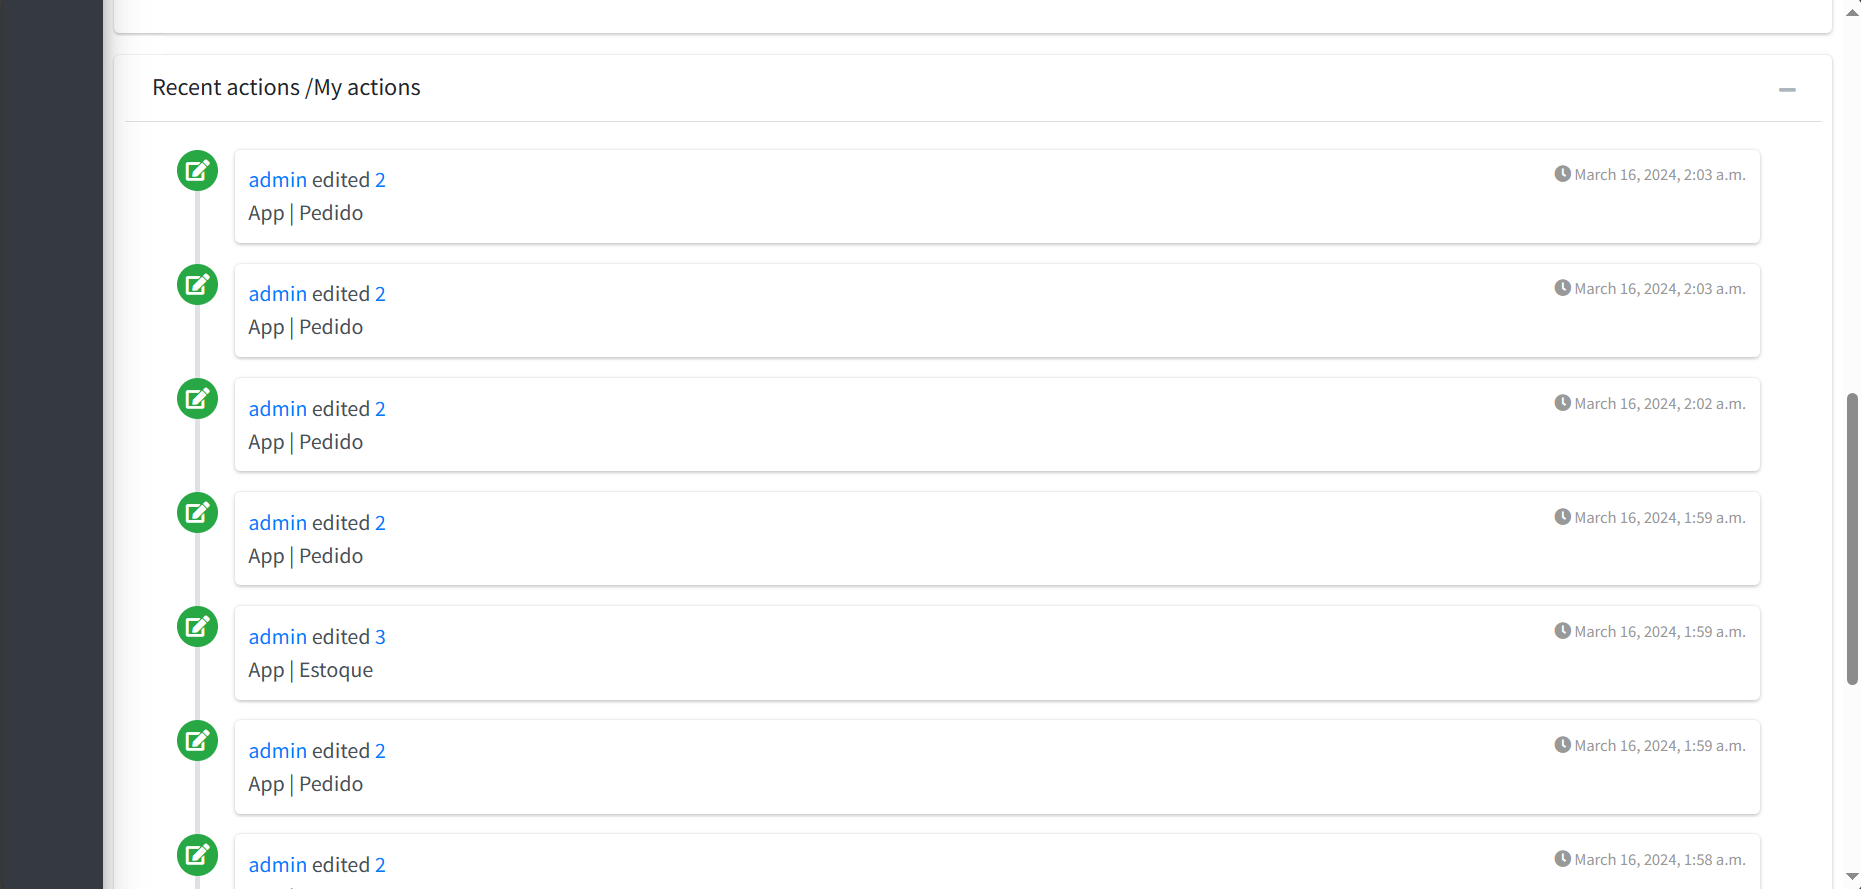 Recent actions /My actions
admin edited 2
March 16, 2024, 2:03 a.m.
App | Pedido
admin edited 2
March 16, 2024, 2:03 a.m.
App | Pedido
admin edited 2
March 16, 2024, 2:02 a.m.
App | Pedido
admin edited 2
March 16, 2024, 1:59 a.m.
App | Pedido
admin edited 3
March 16, 2024, 1:59 a.m.
App | Estoque
admin edited 2
March 16, 2024, 1:59 a.m.
App | Pedido
admin edited 2
March 16, 2024, 1:58 a.m.